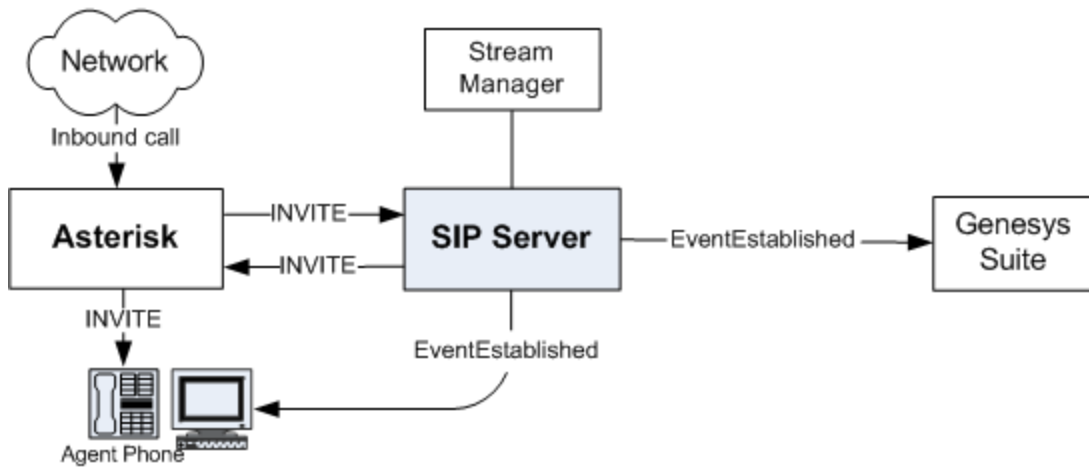 Network
Stream
Manager
Inbound call
Asterisk
INVITE
SIP Server
INVITE
EventEstablished
Genesys
Suite
INVITE
EventEstablished
Agent Phone